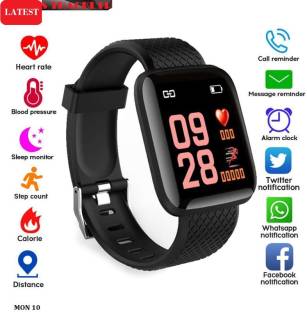 LATEST
Heart rate
Blood pressure
Sleep monitor
Step count
Calorie
Distance
MON 10
09
28
Call reminder
Message reminder
Alarm clock
Twitter
notification
Whatsapp
notification
Facebook
notification